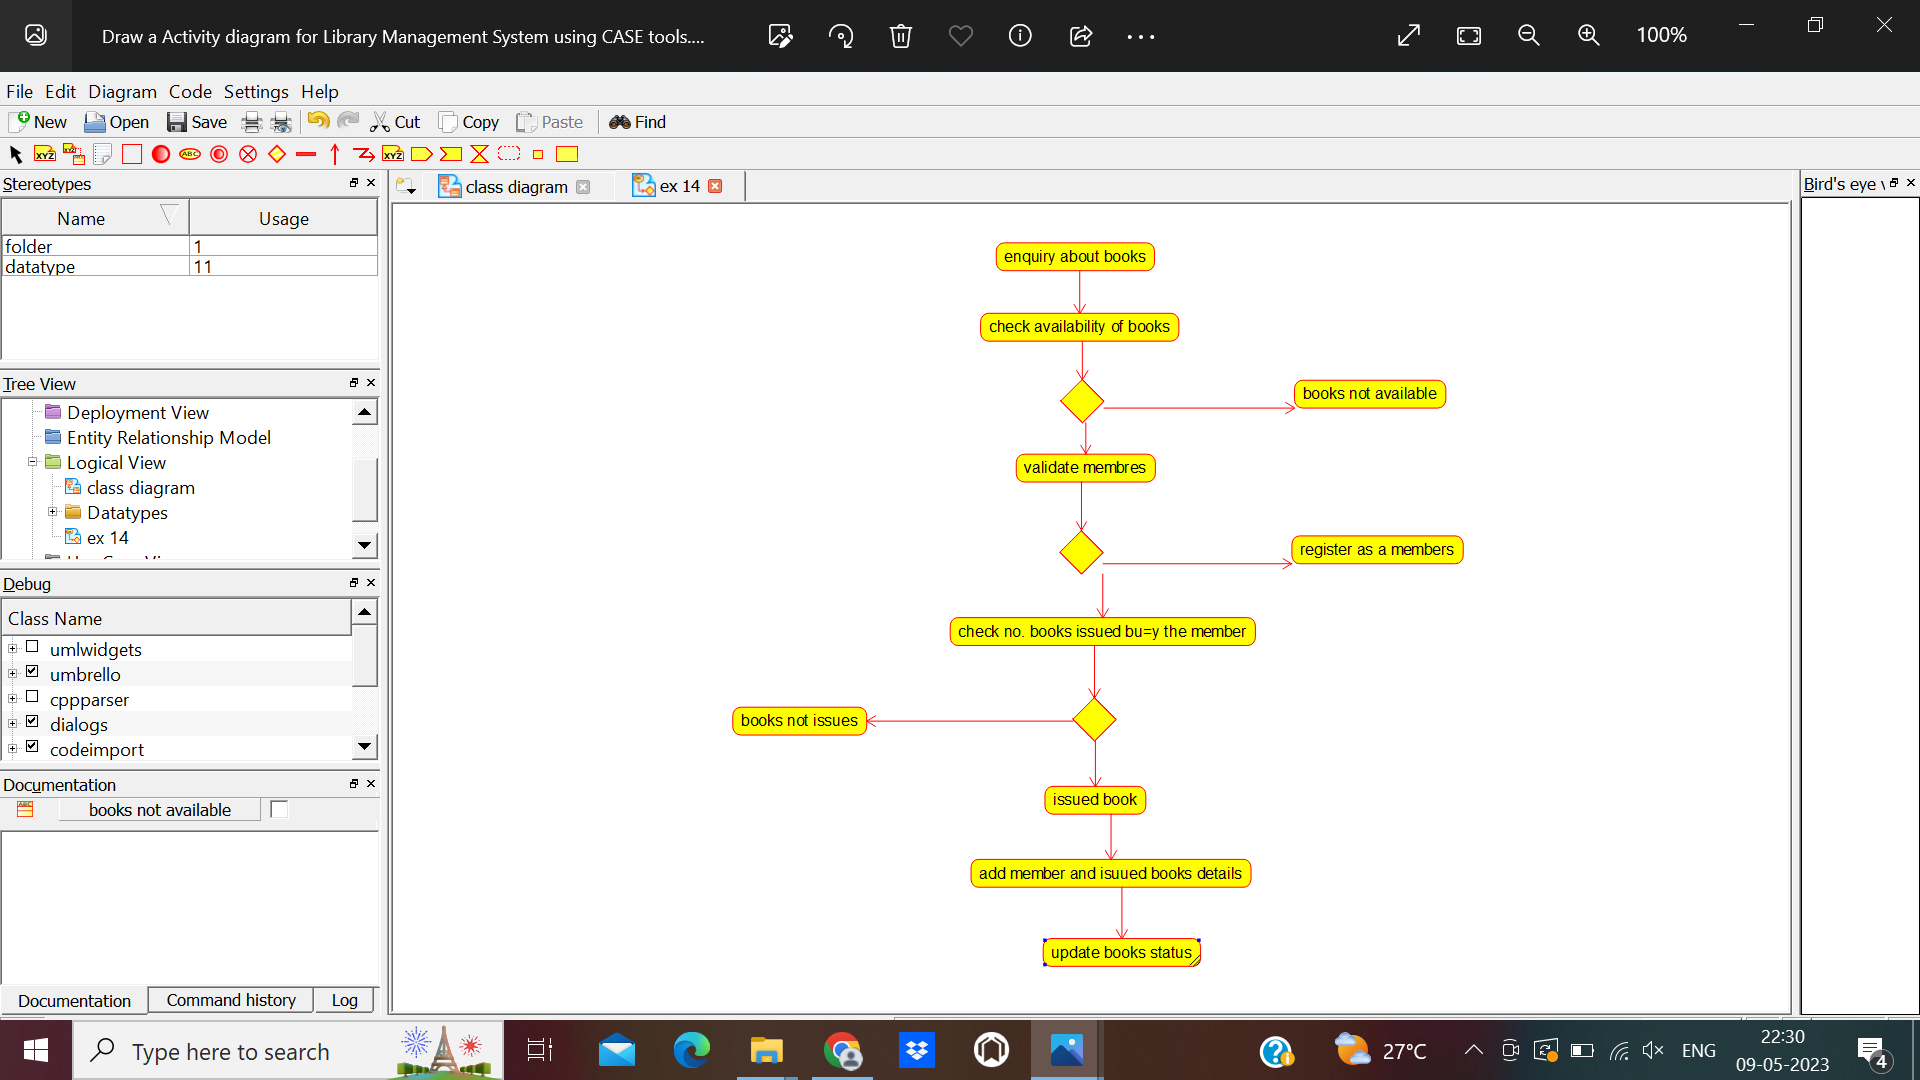 Draw a Activity diagram for Library Management System using CASE tools....
100%
File Edit Diagram Code Settings Help
New Open Save Cut Copy Paste Find
XYZ XYZ ABC XYZ
Stereotypes
class diagram
ex 14
Bird's eye v
Name Usage
folder 1
datatype 11
Tree View
Deployment View
Entity Relationship Model
Logical View
class diagram
Datatypes
ex 14
Debug
Class Name
umlwidgets
umbrello
cppparser
dialogs
codeimport
Documentation
ABC
books not available
Documentation Command history Log
enquiry about books
check availability of books
books not available
validate membres
register as a members
check no. books issued bu=y the member
books not issues
issued book
add member and isuued books details
update books status
Type here to search
27°C
ENG
22:30
09-05-2023
4